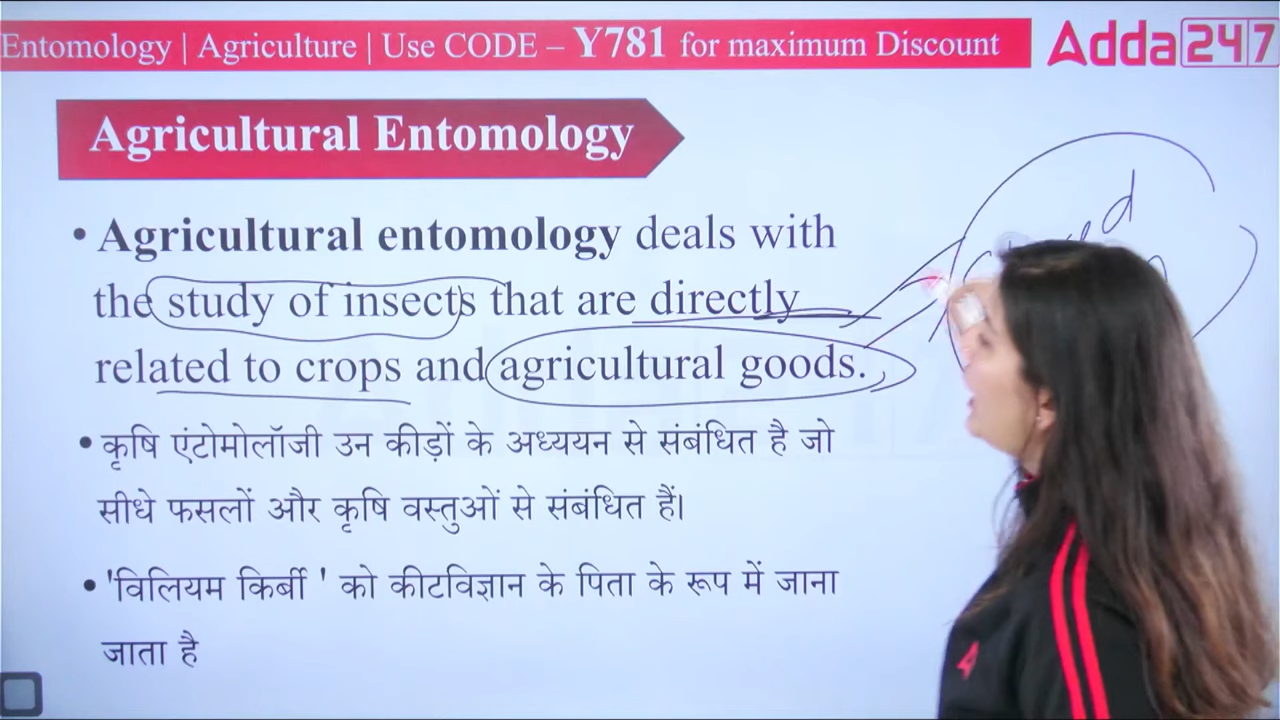 Entomology | Agriculture | Use CODE – Y781 for maximum Discount
Adda247
Agricultural Entomology
• Agricultural entomology deals with
the study of insects that are directly
related to crops and agricultural goods.
• कृषि एंटोमोलॉजी उन कीड़ों के अध्ययन से संबंधित है जो
सीधे फसलों और कृषि वस्तुओं से संबंधित हैं।
• 'विलियम किर्बी ' को कीटविज्ञान के पिता के रूप में जाना
जाता है